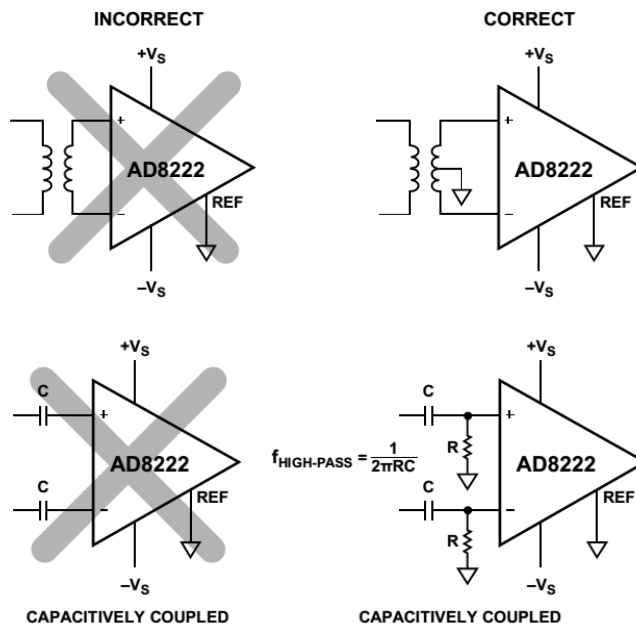 INCORRECT
CORRECT
+VS
+VS
+
AD8222
−
REF
−VS
+
AD8222
−
REF
−VS
+VS
+VS
C
+
AD8222
C
−
REF
−VS
CAPACITIVELY COUPLED
fHIGH-PASS = 1/2πRC
C
R
+
AD8222
C
−
REF
R
−VS
CAPACITIVELY COUPLED